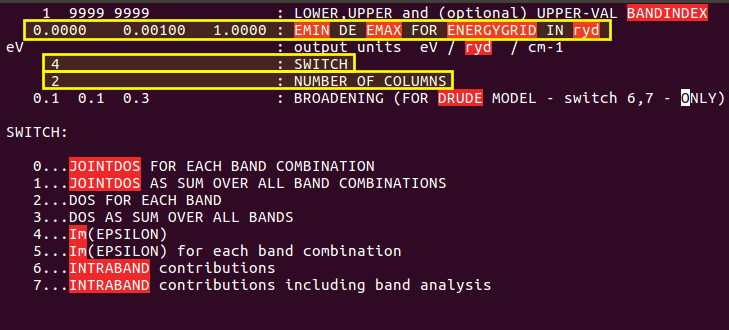 1  9999 9999 : LOWER,UPPER and (optional) UPPER-VAL BANDINDEX
0.0000 0.00100 1.0000 : EMIN DE EMAX FOR ENERGYGRID IN ryd
eV : output units eV / ryd / cm-1
4 : SWITCH
2 : NUMBER OF COLUMNS
0.1 0.1 0.3 : BROADENING (FOR DRUDE MODEL - switch 6,7 - ONLY)
SWITCH:
0...JOINTDOS FOR EACH BAND COMBINATION
1...JOINTDOS AS SUM OVER ALL BAND COMBINATIONS
2...DOS FOR EACH BAND
3...DOS AS SUM OVER ALL BANDS
4...Im(EPSILON)
5...Im(EPSILON) for each band combination
6...INTRABAND contributions
7...INTRABAND contributions including band analysis